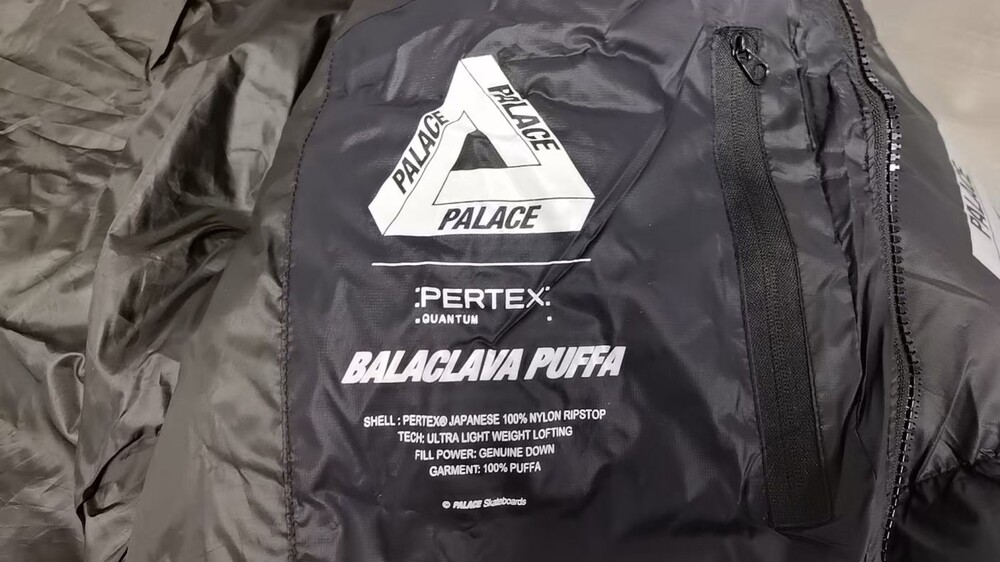 PALACE
PALACE
PALACE
:PERTEX:
QUANTUM
BALACLAVA PUFFA
SHELL : PERTEX® JAPANESE 100% NYLON RIPSTOP
TECH: ULTRA LIGHT WEIGHT LOFTING
FILL POWER: GENUINE DOWN
GARMENT: 100% PUFFA
© PALACE Skateboards